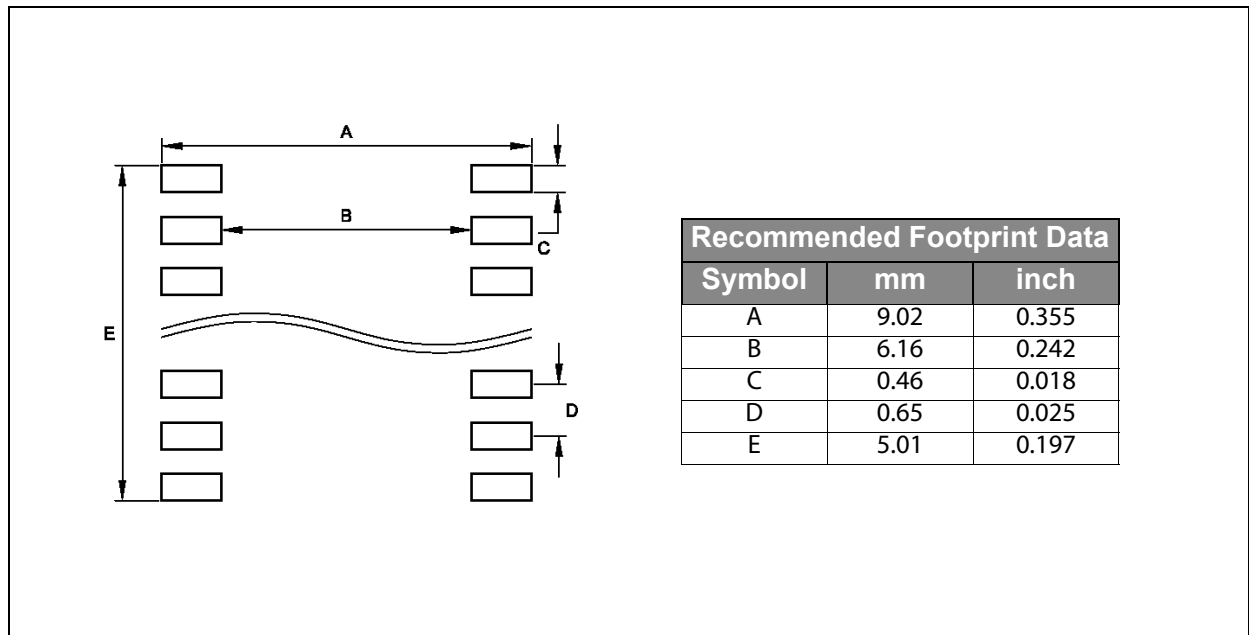 A
B
C
E
D
Recommended Footprint Data
Symbol mm inch
A 9.02 0.355
B 6.16 0.242
C 0.46 0.018
D 0.65 0.025
E 5.01 0.197